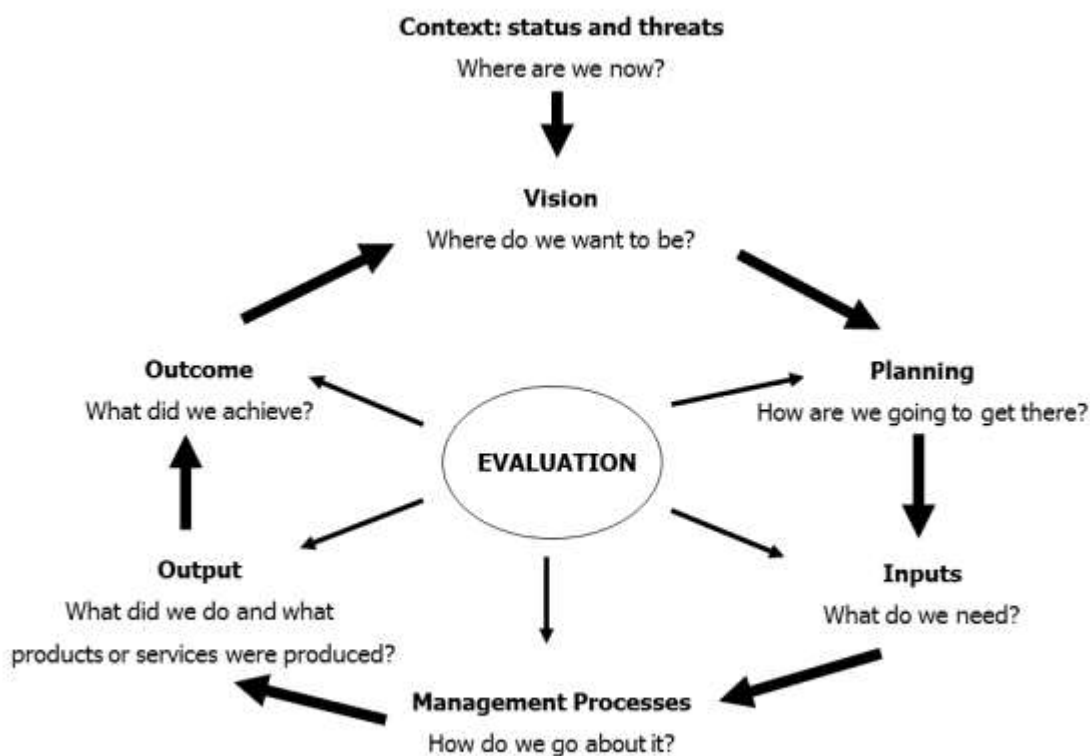 Context: status and threats
Where are we now?
Vision
Where do we want to be?
Outcome
What did we achieve?
Planning
How are we going to get there?
EVALUATION
Output
What did we do and what
products or services were produced?
Inputs
What do we need?
Management Processes
How do we go about it?